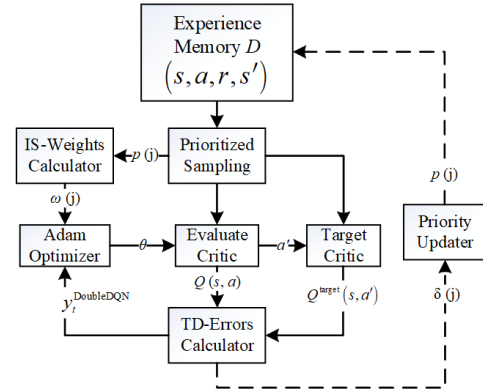 Experience
Memory D
(s, a, r, s′)
IS-Weights
Calculator
p (j)
Prioritized
Sampling
p (j)
ω (j)
Adam
Optimizer
θ
Evaluate
Critic
a′
Target
Critic
Priority
Updater
Q (s, a)
Q^target (s, a′)
δ (j)
y_t^DoubleDQN
TD-Errors
Calculator